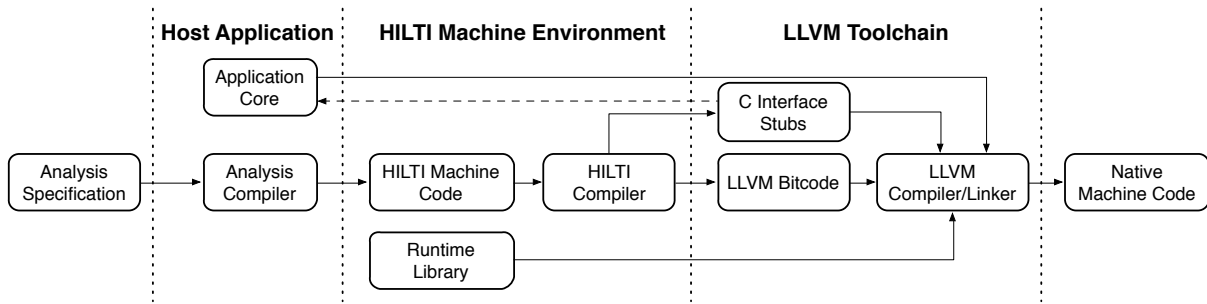 Host Application
HILTI Machine Environment
LLVM Toolchain
Application
Core
C Interface
Stubs
Analysis
Specification
Analysis
Compiler
HILTI Machine
Code
HILTI
Compiler
LLVM Bitcode
LLVM
Compiler/Linker
Native
Machine Code
Runtime
Library